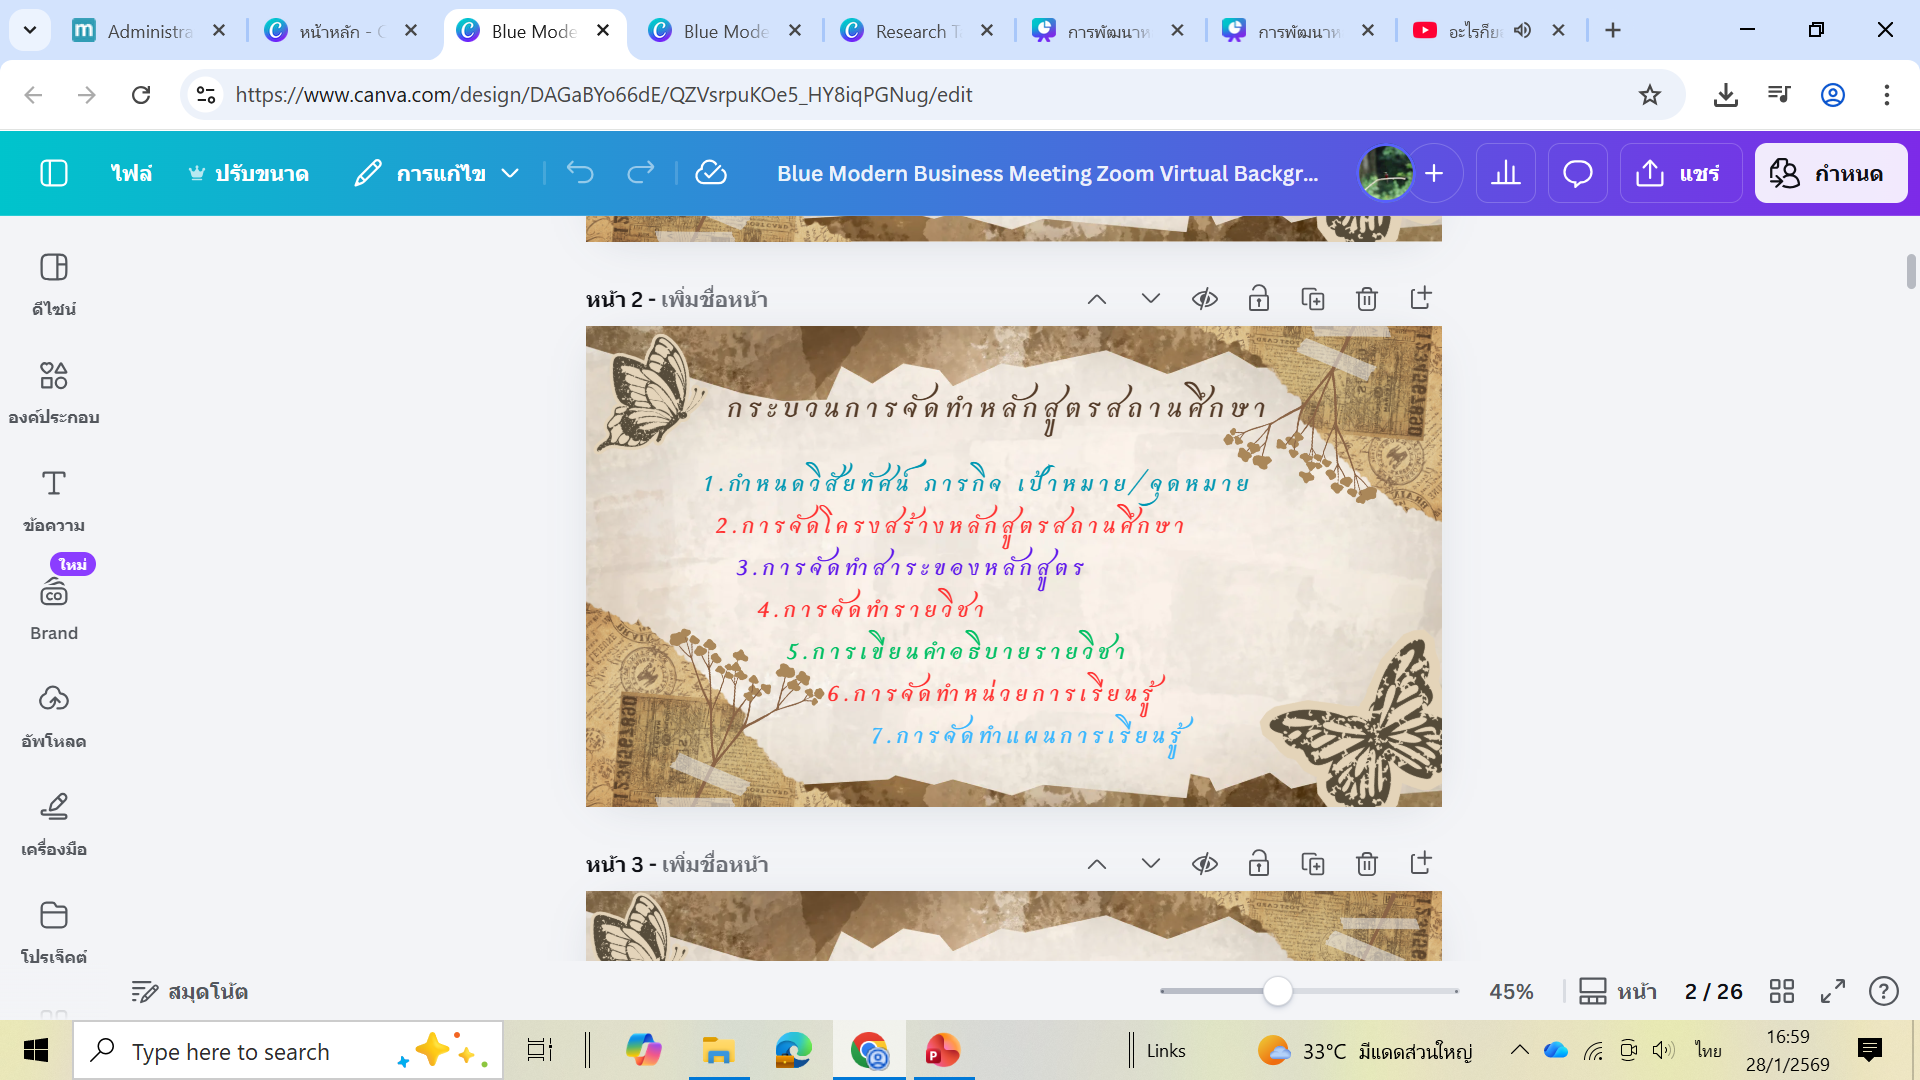 Administra
หน้าหลัก - C
Blue Mode
Blue Mode
Research T
การพัฒนาห
การพัฒนาห
อะไรก็ย
https://www.canva.com/design/DAGaBYo66dE/QZVsrpuKOe5_HY8iqPGNug/edit
ไฟล์
ปรับขนาด
การแก้ไข
Blue Modern Business Meeting Zoom Virtual Backgr...
แชร์
กำหนด
ดีไซน์
องค์ประกอบ
ข้อความ
ใหม่
Brand
อัพโหลด
เครื่องมือ
โปรเจ็คต์
หน้า 2 - เพิ่มชื่อหน้า
กระบวนการจัดทำหลักสูตรสถานศึกษา
1.กำหนดวิสัยทัศน์ ภารกิจ เป้าหมาย/จุดหมาย
2.การจัดโครงสร้างหลักสูตรสถานศึกษา
3.การจัดทำสาระของหลักสูตร
4.การจัดทำรายวิชา
5.การเขียนคำอธิบายรายวิชา
6.การจัดทำหน่วยการเรียนรู้
7.การจัดทำแผนการเรียนรู้
หน้า 3 - เพิ่มชื่อหน้า
สมุดโน้ต
45%
หน้า
2 / 26
Type here to search
Links
33°C มีแดดส่วนใหญ่
ไทย
16:59
28/1/2569